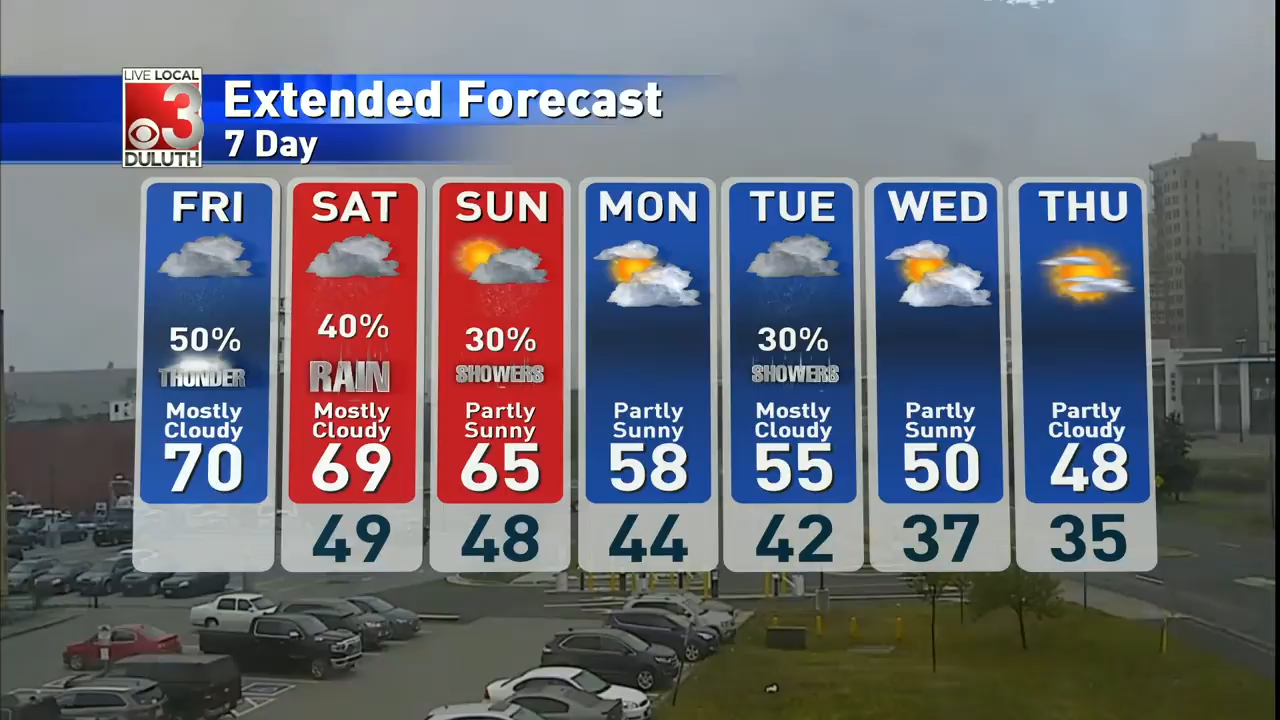 LIVE LOCAL
3
DULUTH
Extended Forecast
7 Day
FRI
50%
THUNDER
Mostly
Cloudy
70
SAT
40%
RAIN
Mostly
Cloudy
69
49
SUN
30%
SHOWERS
Partly
Sunny
65
48
MON
Partly
Sunny
58
44
TUE
30%
SHOWERS
Mostly
Cloudy
55
42
WED
Partly
Sunny
50
37
THU
Partly
Cloudy
48
35